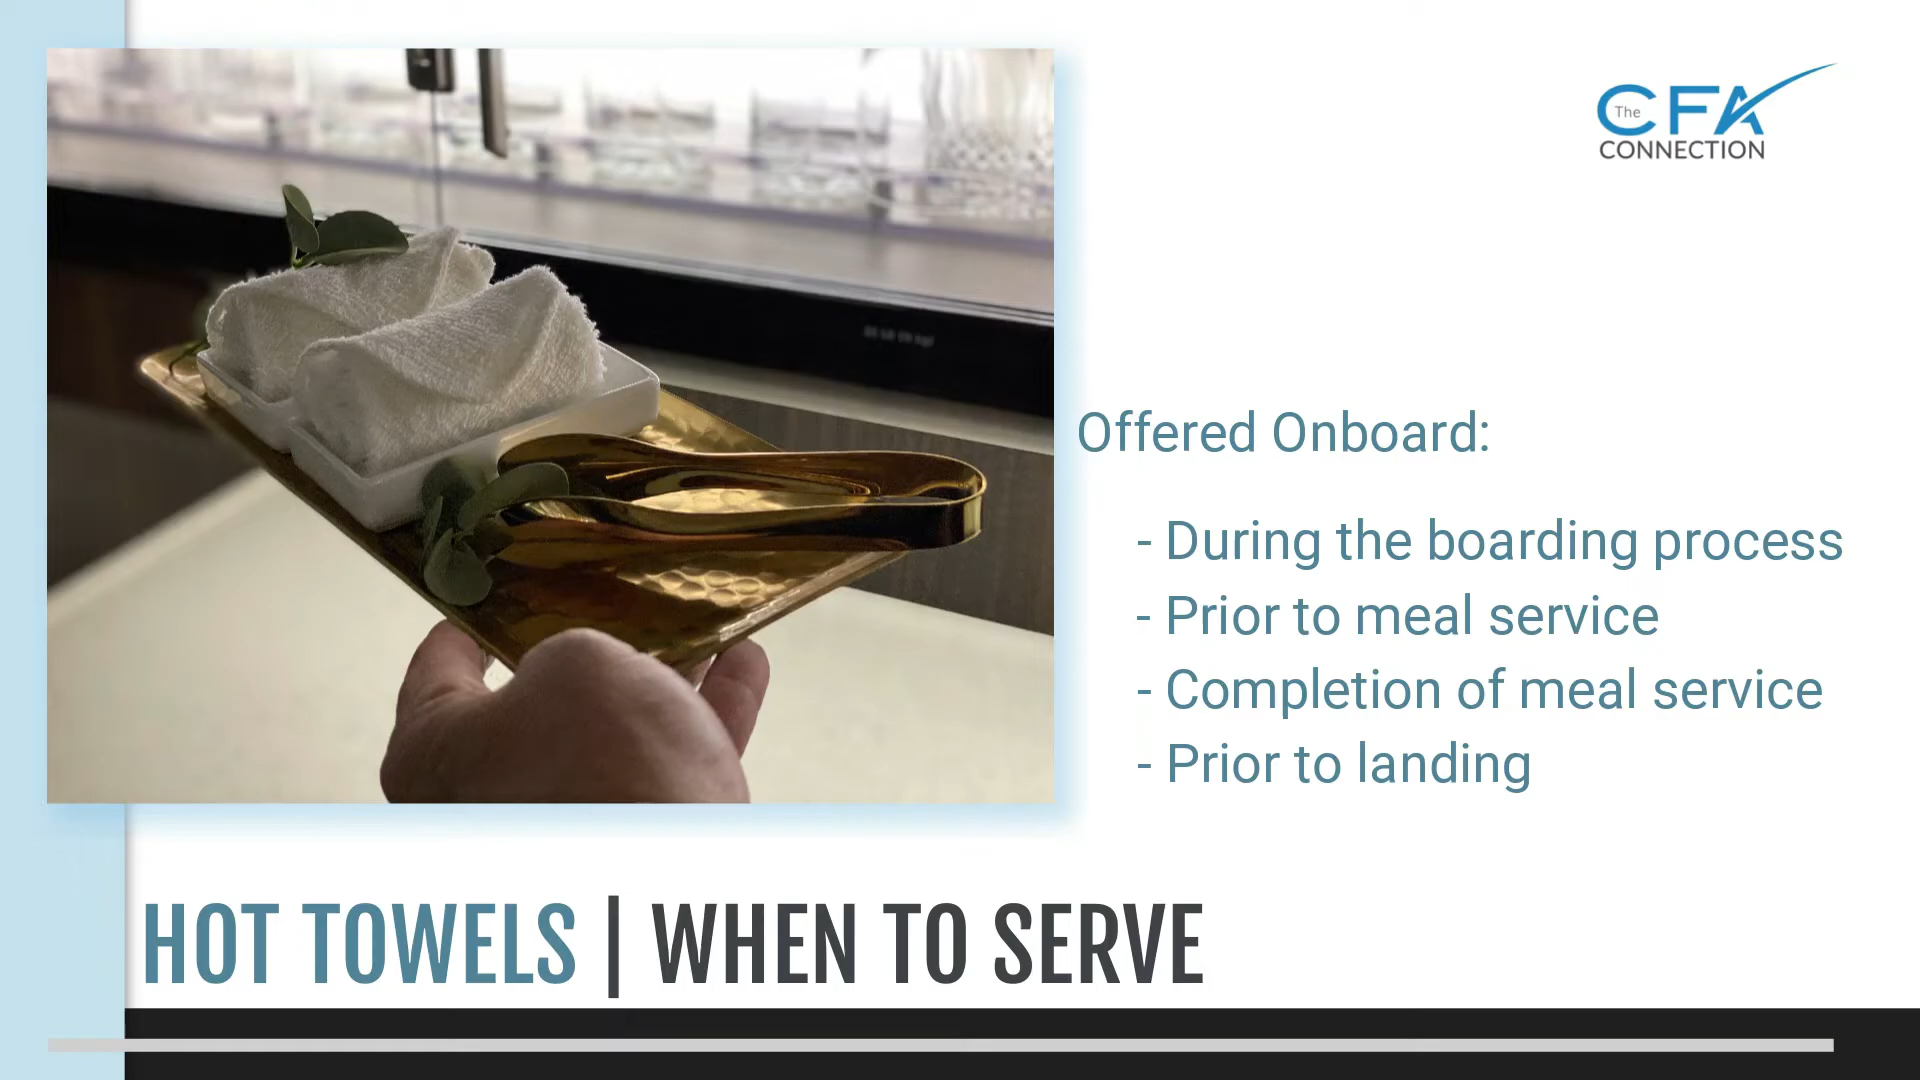 The
CFA
CONNECTION
Offered Onboard:
- During the boarding process
- Prior to meal service
- Completion of meal service
- Prior to landing
HOT TOWELS | WHEN TO SERVE